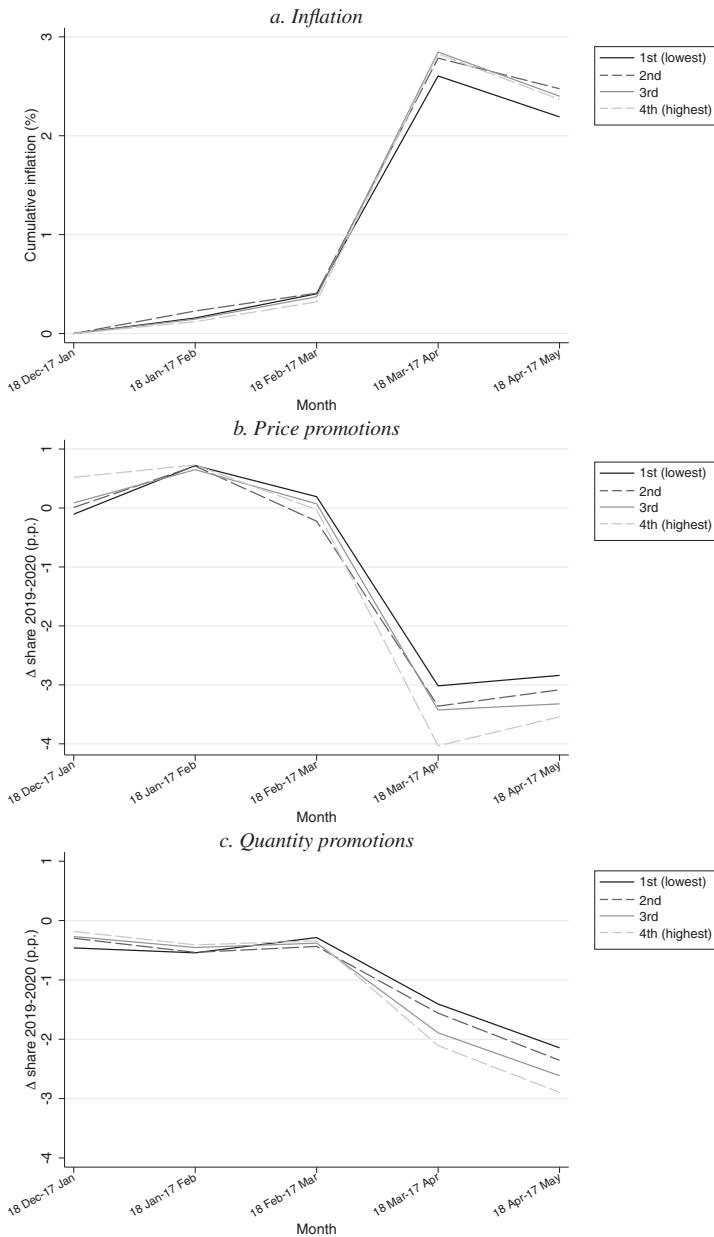 a. Inflation
3
2
1
0
Cumulative inflation (%)
18 Dec-17 Jan
18 Jan-17 Feb
18 Feb-17 Mar
18 Mar-17 Apr
18 Apr-17 May
Month
1st (lowest)
2nd
3rd
4th (highest)
b. Price promotions
1
0
-1
-2
-3
-4
Δ share 2019-2020 (p.p.)
18 Dec-17 Jan
18 Jan-17 Feb
18 Feb-17 Mar
18 Mar-17 Apr
18 Apr-17 May
Month
1st (lowest)
2nd
3rd
4th (highest)
c. Quantity promotions
1
0
-1
-2
-3
-4
Δ share 2019-2020 (p.p.)
18 Dec-17 Jan
18 Jan-17 Feb
18 Feb-17 Mar
18 Mar-17 Apr
18 Apr-17 May
Month
1st (lowest)
2nd
3rd
4th (highest)